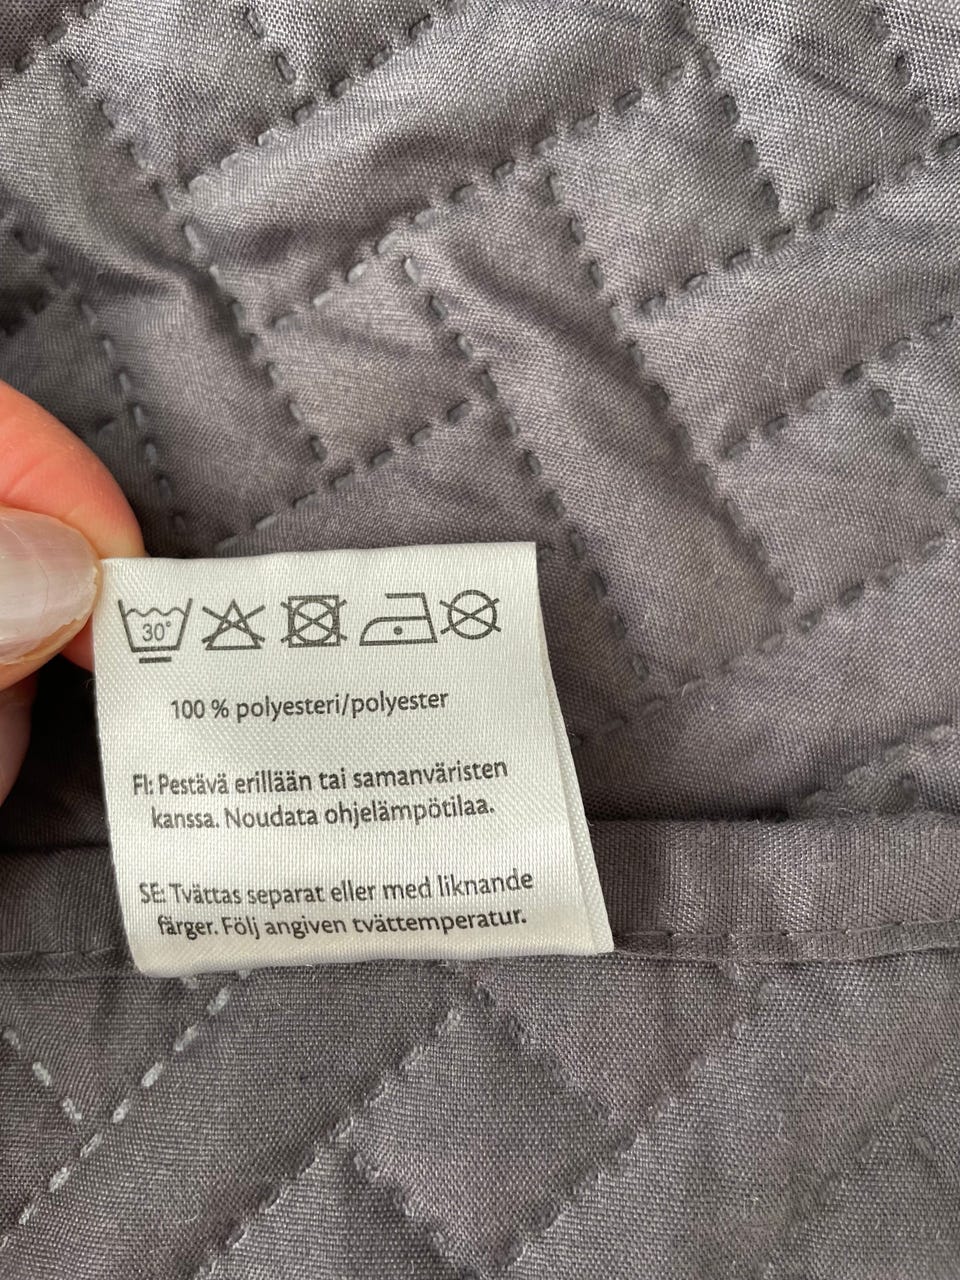 30°
100 % polyesteri/polyester
FI: Pestävä erillään tai samanväristen
kanssa. Noudata ohjelämpötilaa.
SE: Tvättas separat eller med liknande
färger. Följ angiven tvättemperatur.